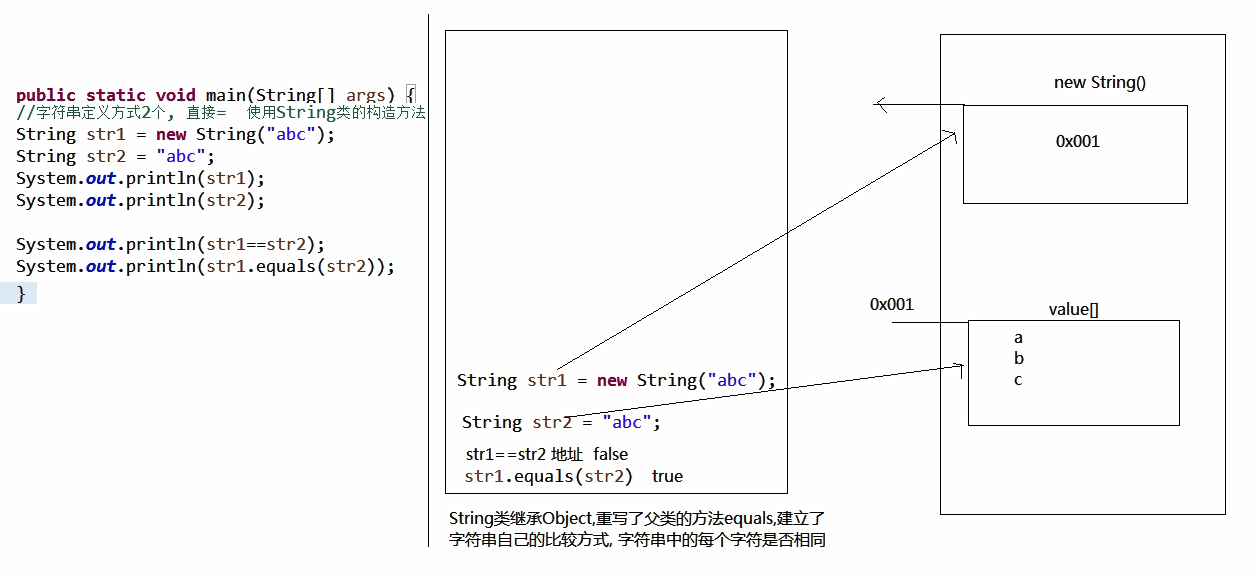 public static void main(String[] args) {
//字符串定义方式2个, 直接= 使用String类的构造方法
String str1 = new String("abc");
String str2 = "abc";
System.out.println(str1);
System.out.println(str2);
System.out.println(str1==str2);
System.out.println(str1.equals(str2));
}
String str1 = new String("abc");
String str2 = "abc";
str1==str2 地址 false
str1.equals(str2) true
String类继承Object,重写了父类的方法equals,建立了
字符串自己的比较方式, 字符串中的每个字符是否相同
new String()
0x001
0x001
value[]
a
b
c